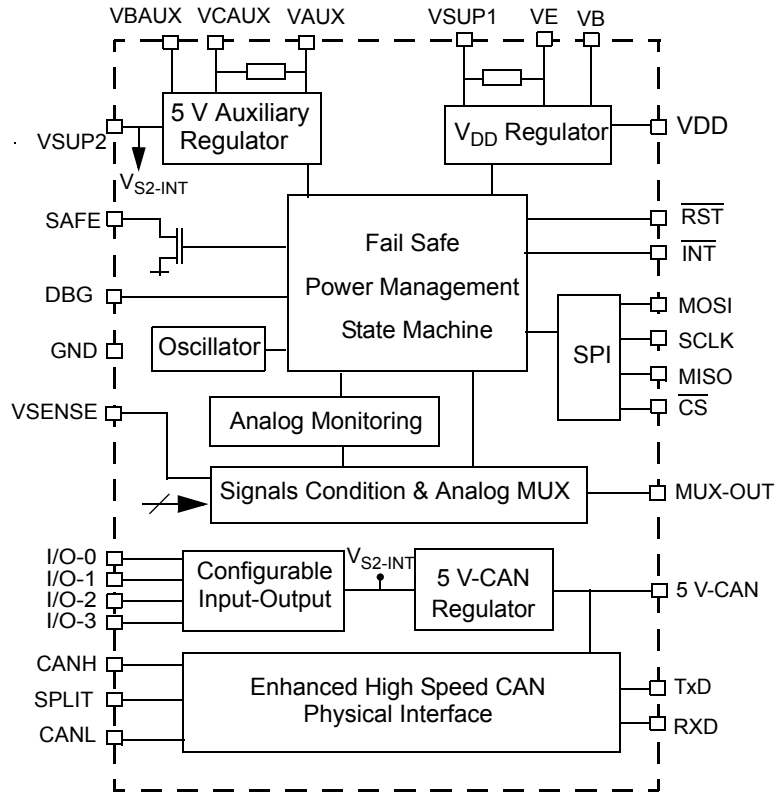 VBAUX VCAUX VAUX VSUP1 VE VB
5 V Auxiliary
Regulator
VDD Regulator
VSUP2
VDD
VS2-INT
SAFE
RST
Fail Safe
INT
Power Management
DBG
MOSI
State Machine
SCLK
GND
Oscillator
SPI
MISO
VSENSE
CS
Analog Monitoring
Signals Condition & Analog MUX
MUX-OUT
I/O-0
I/O-1
I/O-2
I/O-3
Configurable
Input-Output
VS2-INT
5 V-CAN
Regulator
5 V-CAN
CANH
SPLIT
CANL
Enhanced High Speed CAN
Physical Interface
TxD
RXD